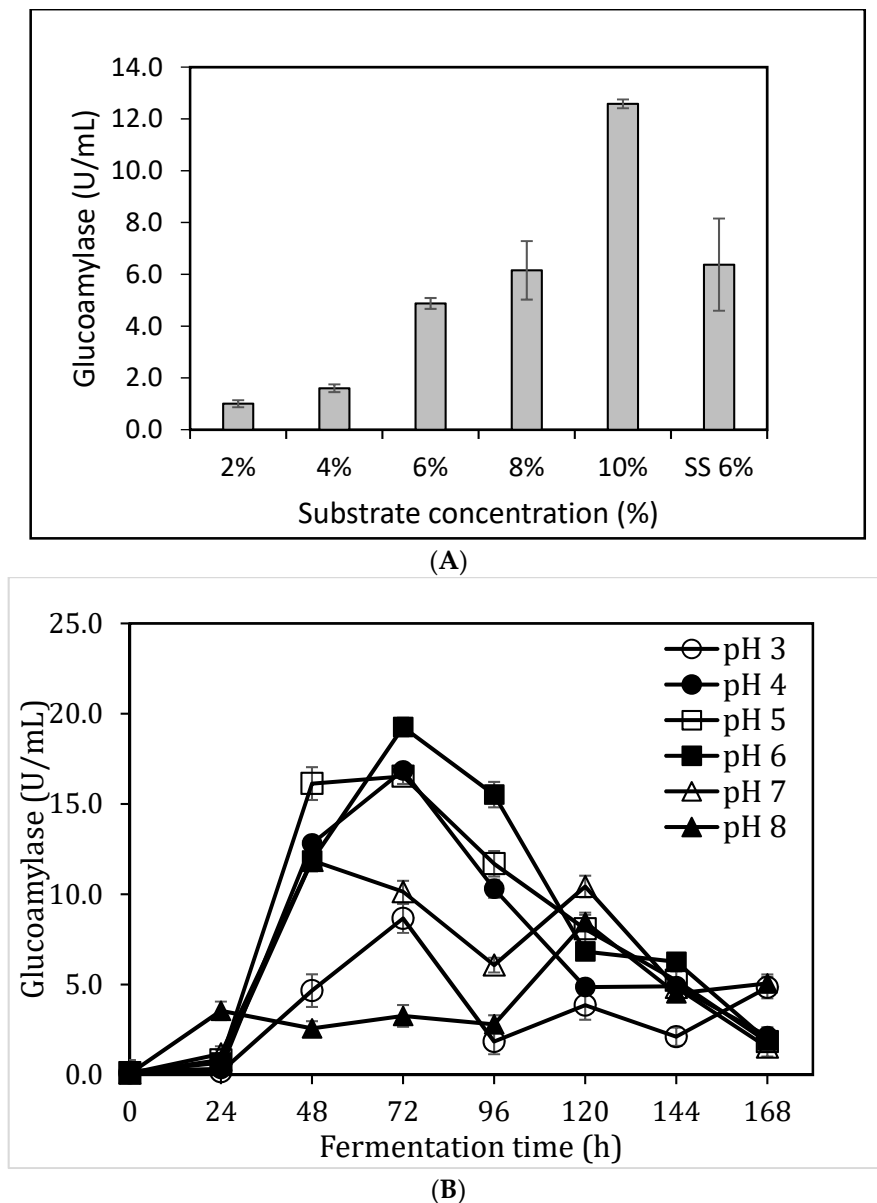 14.0
12.0
10.0
8.0
6.0
4.0
2.0
0.0
Glucoamylase (U/mL)
2% 4% 6% 8% 10% SS 6%
Substrate concentration (%)
(A)
25.0
20.0
15.0
10.0
5.0
0.0
Glucoamylase (U/mL)
pH 3
pH 4
pH 5
pH 6
pH 7
pH 8
0 24 48 72 96 120 144 168
Fermentation time (h)
(B)